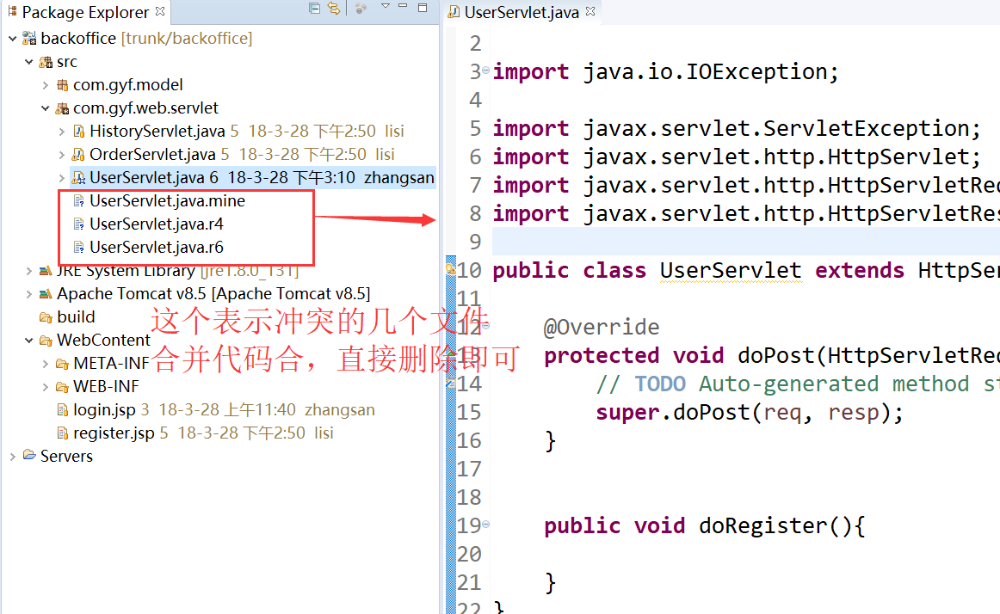 Package Explorer
backoffice [trunk/backoffice]
src
com.gyf.model
com.gyf.web.servlet
HistoryServlet.java 5 18-3-28 下午2:50 lisi
OrderServlet.java 5 18-3-28 下午2:50 lisi
UserServlet.java 6 18-3-28 下午3:10 zhangsan
UserServlet.java.mine
UserServlet.java.r4
UserServlet.java.r6
JRE System Library [jre1.8.0_131]
Apache Tomcat v8.5 [Apache Tomcat v8.5]
build
WebContent
META-INF
WEB-INF
login.jsp 3 18-3-28 上午11:40 zhangsan
register.jsp 5 18-3-28 下午2:50 lisi
Servers
这个表示冲突的几个文件
合并代码合，直接删除即可
UserServlet.java
2
3 import java.io.IOException;
4
5 import javax.servlet.ServletException;
6 import javax.servlet.http.HttpServlet;
7 import javax.servlet.http.HttpServletRec
8 import javax.servlet.http.HttpServletRes
9
10 public class UserServlet extends HttpSer
11
12 @Override
13 protected void doPost(HttpServletRec
14 // TODO Auto-generated method st
15 super.doPost(req, resp);
16 }
17
18
19 public void doRegister(){
20
21 }
22 }